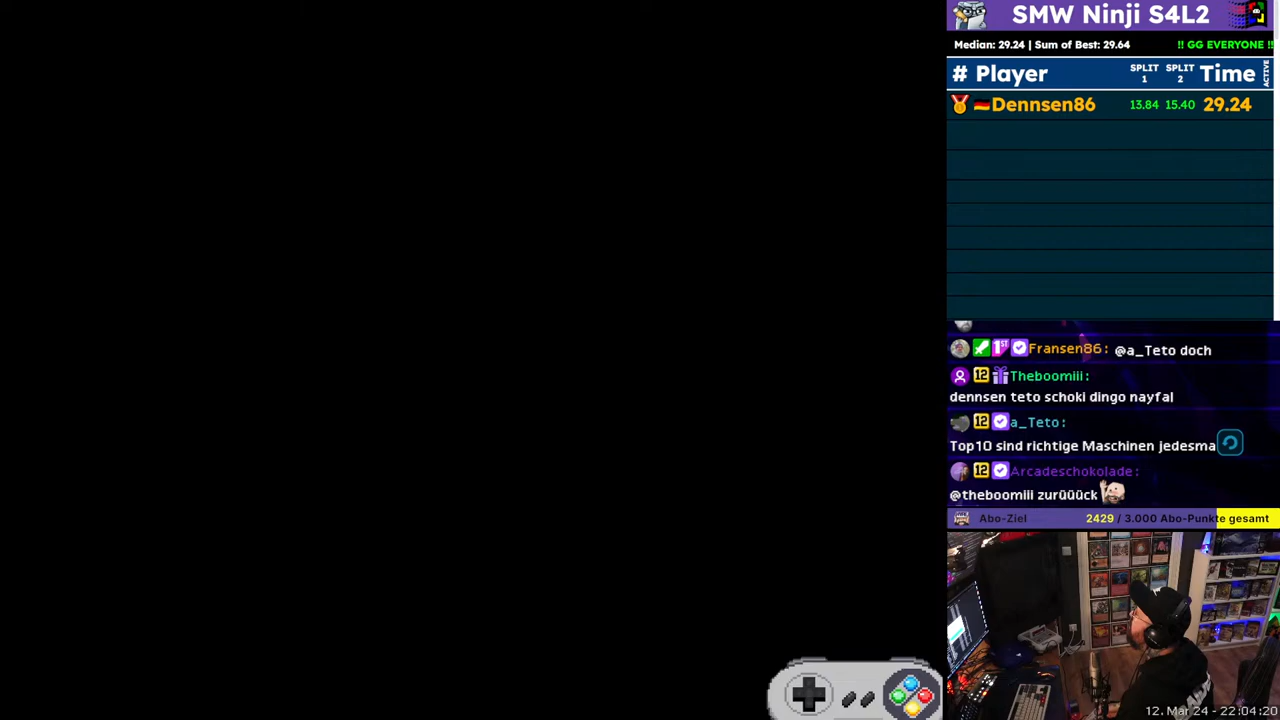 SMW Ninji S4L2
Median: 29.24 | Sum of Best: 29.64 !! GG EVERYONE !!
# Player SPLIT 1 SPLIT 2 Time ACTIVE
Dennsen86 13.84 15.40 29.24
Fransen86: @a_Teto doch
12 Theboomiii:
dennsen teto schoki dingo nayfal
12 a_Teto:
Top10 sind richtige Maschinen jedesma
12 Arcadeschokolade:
@theboomiii zurüüück
Abo-Ziel 2429 / 3.000 Abo-Punkte gesamt
12. Mar 24 - 22:04:20